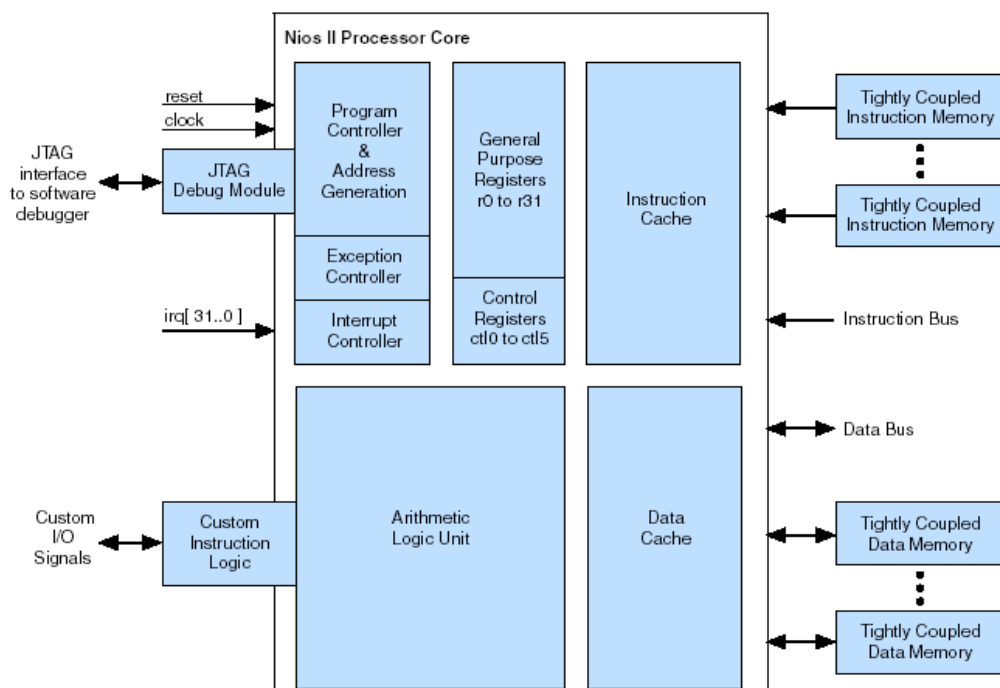 Nios II Processor Core
reset
clock
JTAG
interface
to software
debugger
JTAG
Debug Module
Program
Controller
&
Address
Generation
Exception
Controller
irq[ 31..0 ]
Interrupt
Controller
General
Purpose
Registers
r0 to r31
Control
Registers
ctl0 to ctl5
Instruction
Cache
Tightly Coupled
Instruction Memory
Tightly Coupled
Instruction Memory
Instruction Bus
Data Bus
Custom
I/O
Signals
Custom
Instruction
Logic
Arithmetic
Logic Unit
Data
Cache
Tightly Coupled
Data Memory
Tightly Coupled
Data Memory